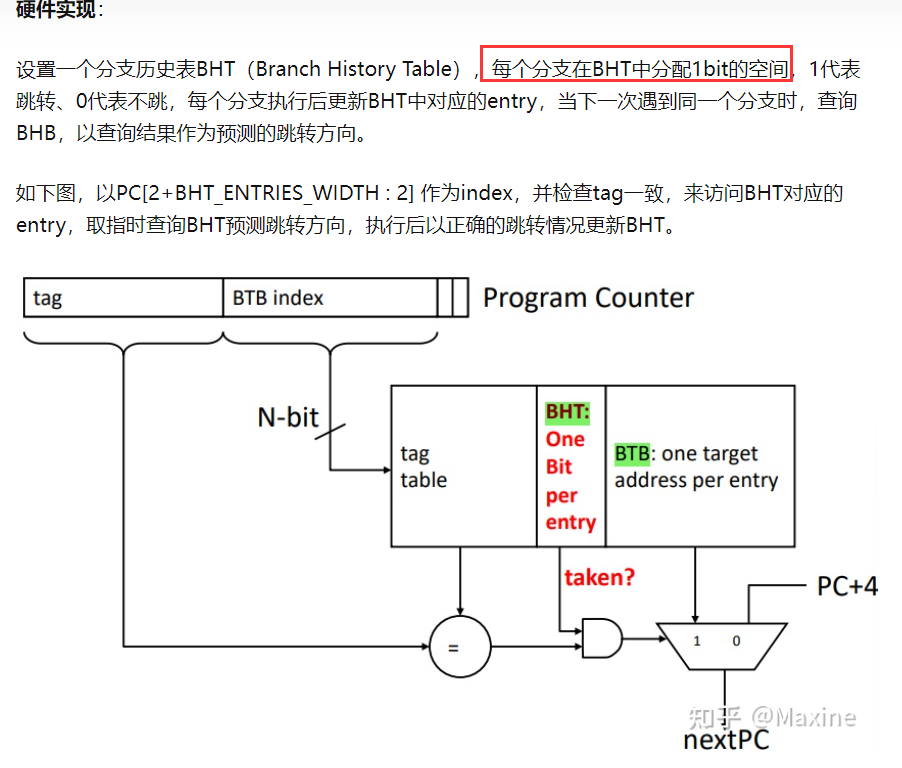 硬件实现：
设置一个分支历史表BHT（Branch History Table），每个分支在BHT中分配1bit的空间，1代表
跳转、0代表不跳，每个分支执行后更新BHT中对应的entry，当下一次遇到同一个分支时，查询
BHB，以查询结果作为预测的跳转方向。
如下图，以PC[2+BHT_ENTRIES_WIDTH : 2] 作为index，并检查tag一致，来访问BHT对应的
entry，取指时查询BHT预测跳转方向，执行后以正确的跳转情况更新BHT。
tag
BTB index
Program Counter
N-bit
tag
table
BHT:
One
Bit
per
entry
BTB: one target
address per entry
taken?
PC+4
=
1 0
知乎 @Maxine
nextPC